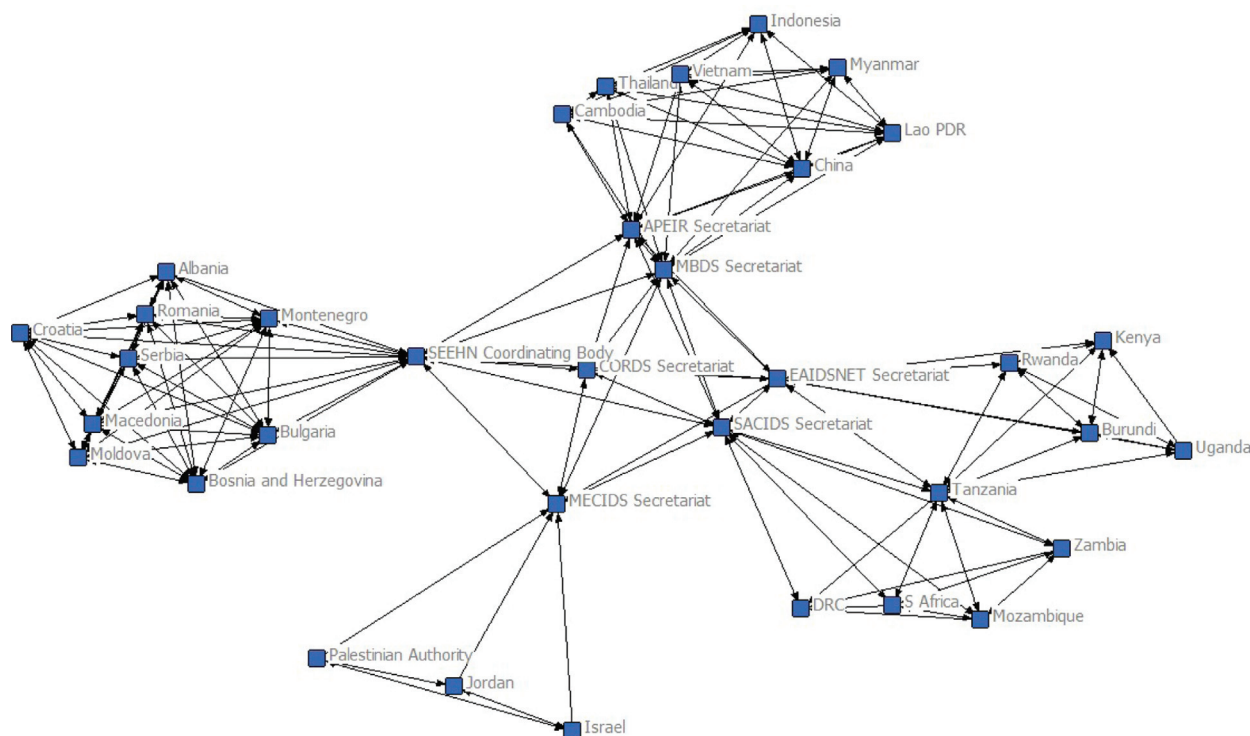 Indonesia
Myanmar
Vietnam
Thailand
Cambodia
Lao PDR
China
APEIR Secretariat
MBDS Secretariat
Albania
Romania
Montenegro
Croatia
Serbia
SEEHN Coordinating Body
CORDS Secretariat
EAIDSNET Secretariat
Kenya
Rwanda
Macedonia
Bulgaria
SACIDS Secretariat
Burundi
Uganda
Moldova
Bosnia and Herzegovina
MECIDS Secretariat
Tanzania
Zambia
DRC
S Africa
Mozambique
Palestinian Authority
Jordan
Israel